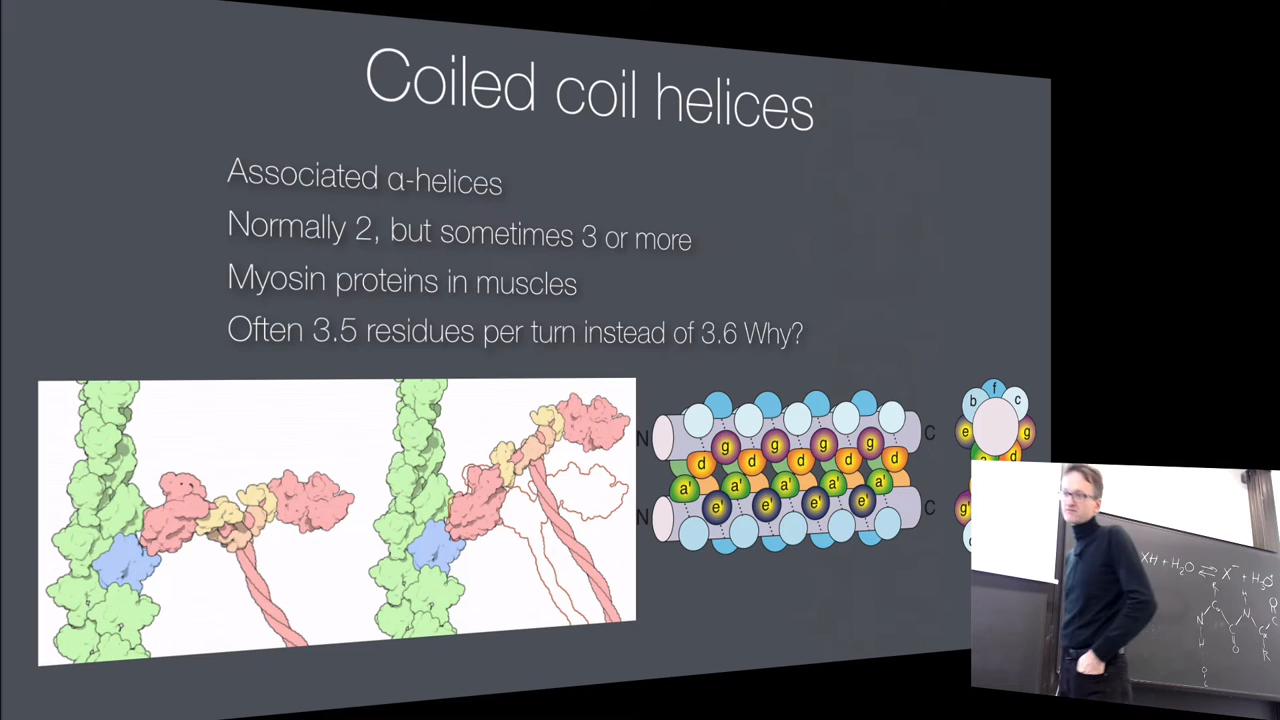 Coiled coil helices
Associated α-helices
Normally 2, but sometimes 3 or more
Myosin proteins in muscles
Often 3.5 residues per turn instead of 3.6 Why?
f
b c
N g g g g C e g
d d d d d a d
a' a' a' a' a'
N e' e' e' e' C g'
XH + H₂O ⇌ X⁻ + H₃O
R H
N C N C O
H O R